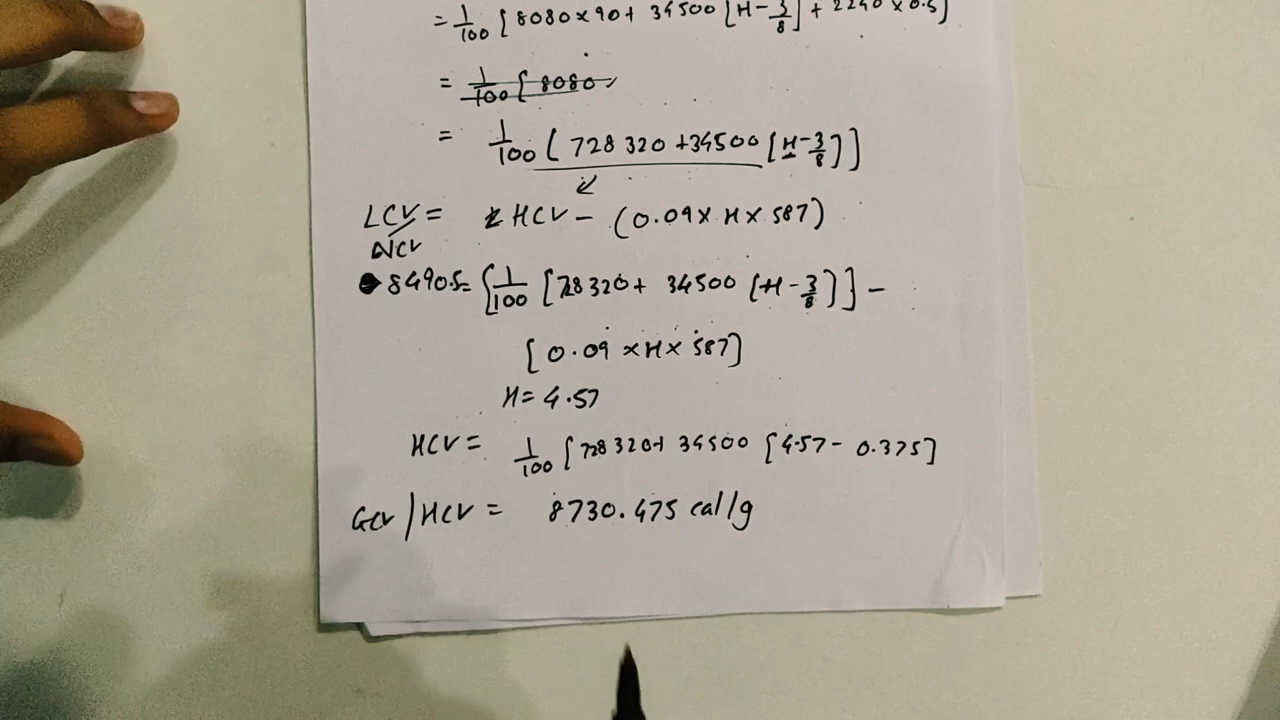 = 1/100 [ 8080×90+ 34500 [H-3/8] + 2240 ×0.5]
= 1/100 [ 8080
= 1/100 [ 728 320 +34500 [H-3/8] ]
LCV = HCV - (0.09× H× 587)
NCV
8490.5= { 1/100 [728320+ 34500 [H-3/8] ] -
[ 0.09 ×H× 587]
H= 4.57
HCV = 1/100 [ 728 320+ 34500 [4.57- 0.375]
GCV/HCV = 8730.475 cal/g